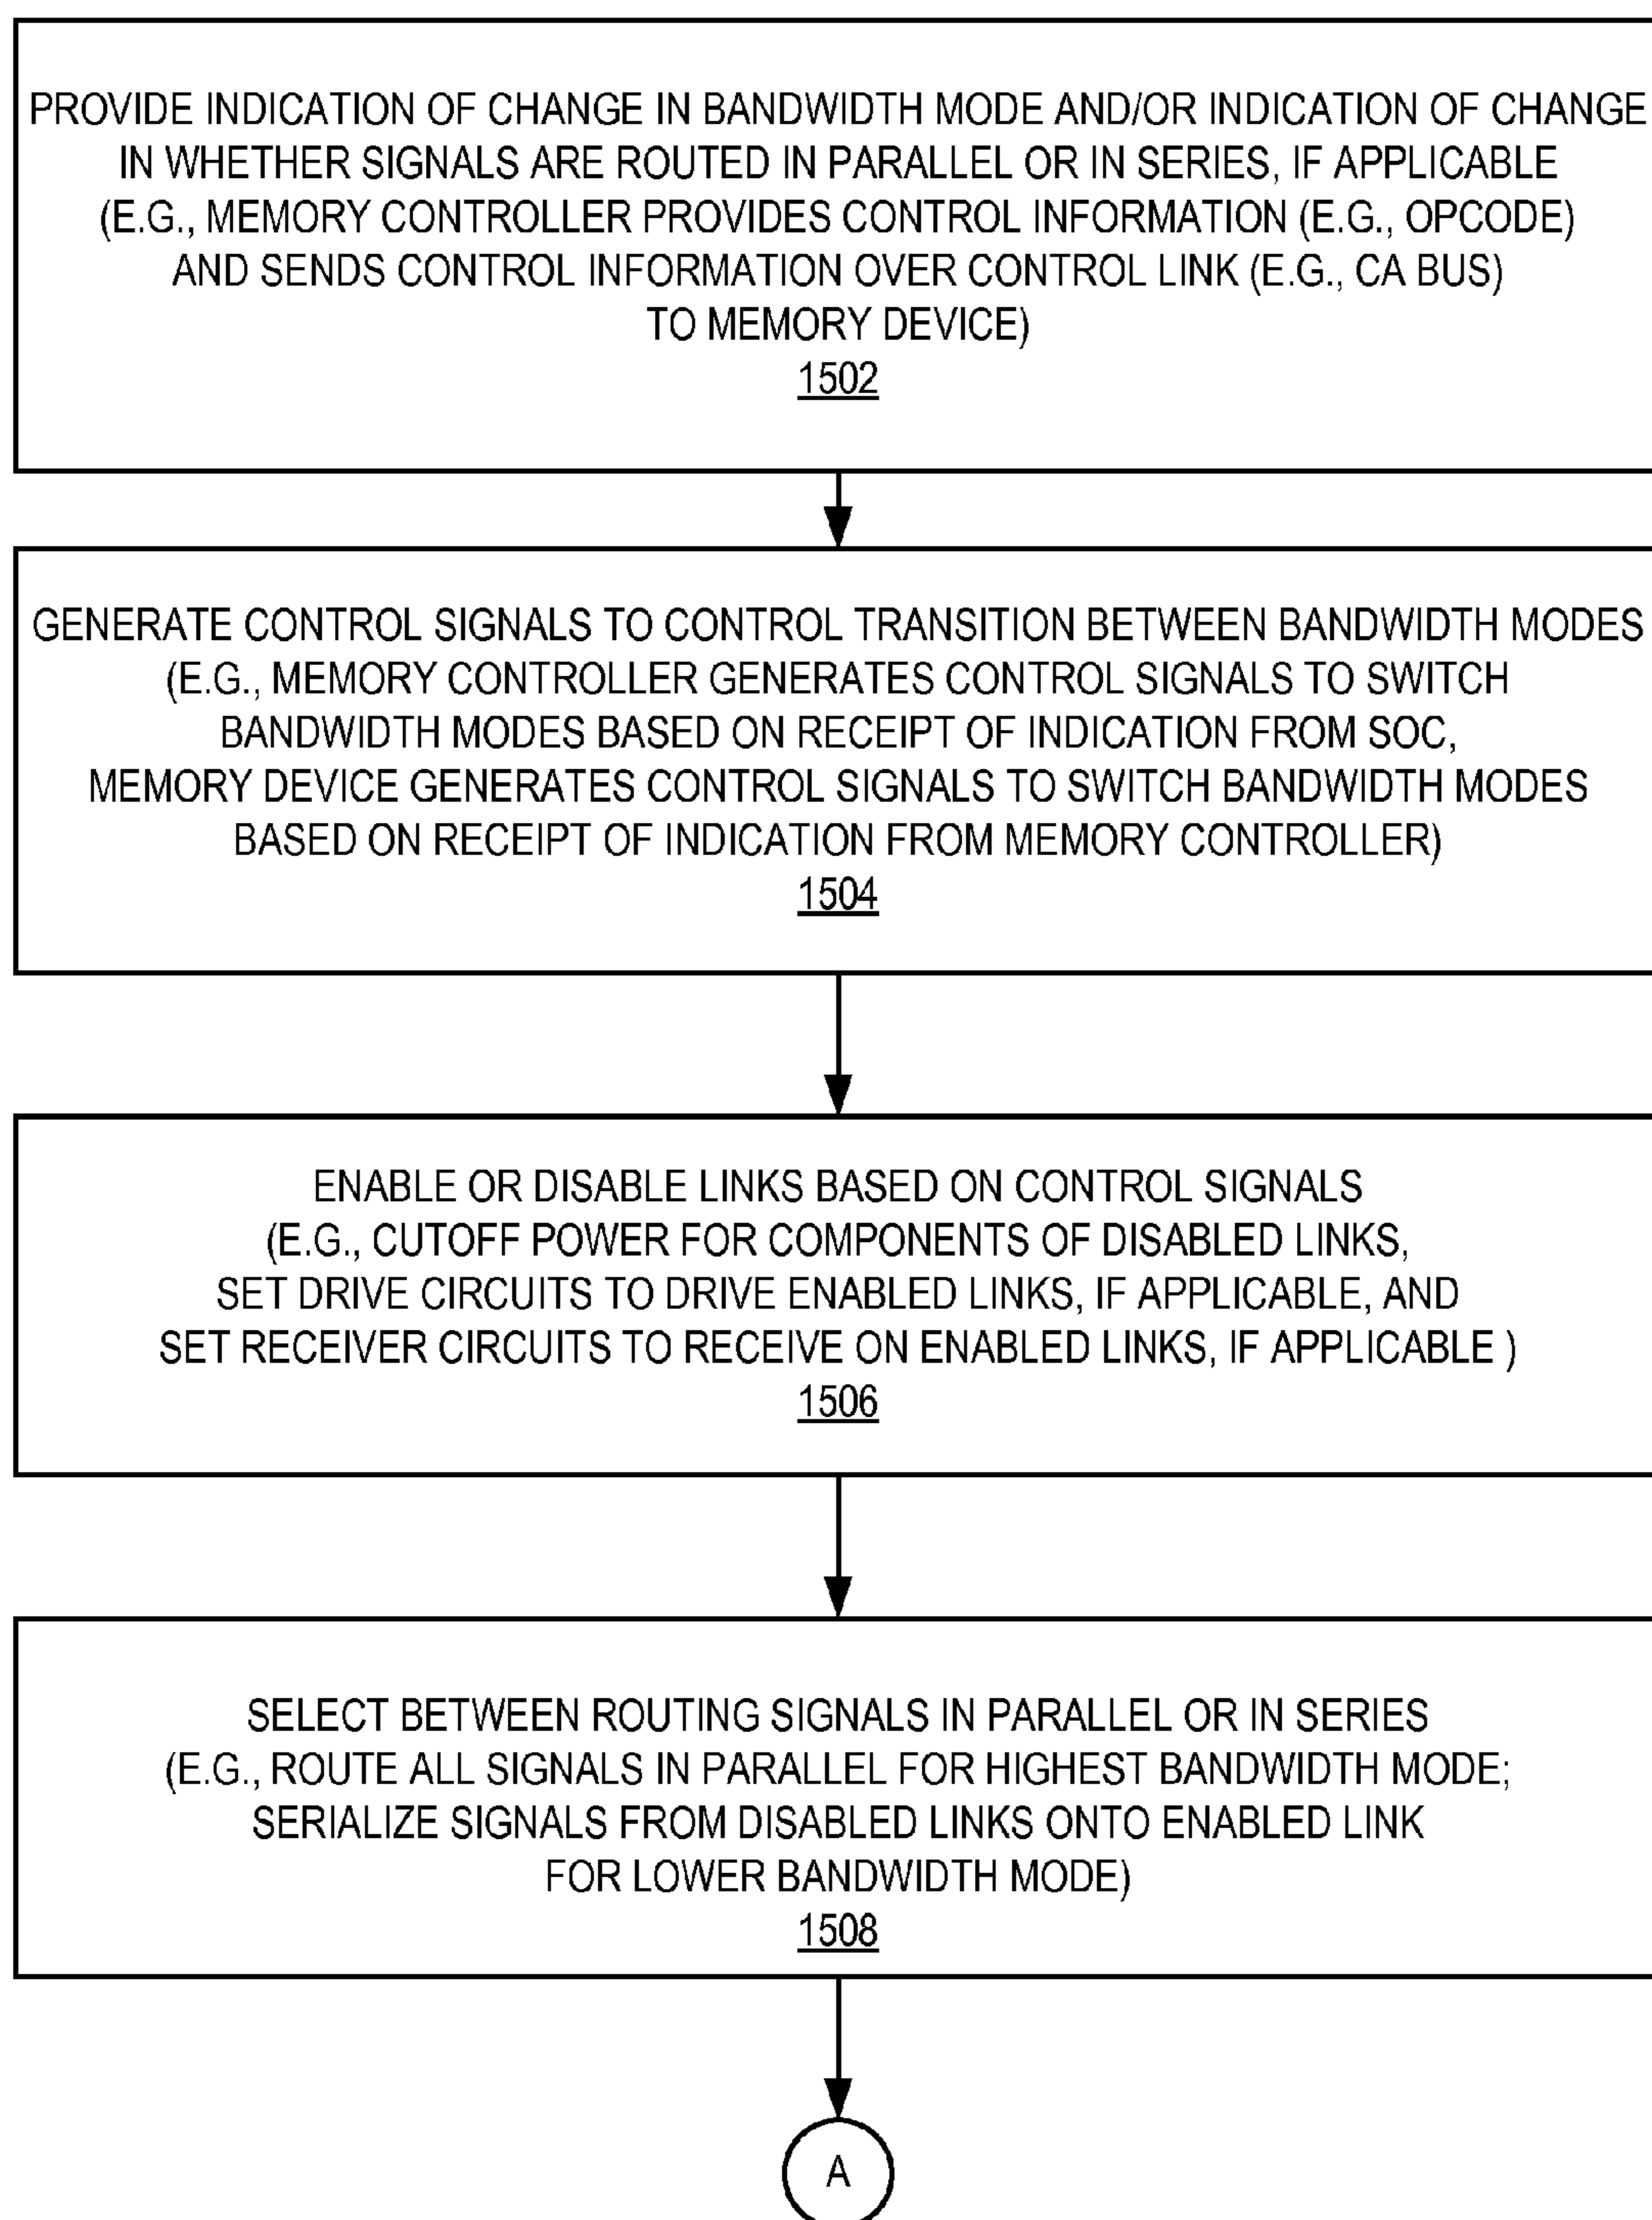 PROVIDE INDICATION OF CHANGE IN BANDWIDTH MODE AND/OR INDICATION OF CHANGE
IN WHETHER SIGNALS ARE ROUTED IN PARALLEL OR IN SERIES, IF APPLICABLE
(E.G., MEMORY CONTROLLER PROVIDES CONTROL INFORMATION (E.G., OPCODE)
AND SENDS CONTROL INFORMATION OVER CONTROL LINK (E.G., CA BUS)
TO MEMORY DEVICE)
1502
GENERATE CONTROL SIGNALS TO CONTROL TRANSITION BETWEEN BANDWIDTH MODES
(E.G., MEMORY CONTROLLER GENERATES CONTROL SIGNALS TO SWITCH
BANDWIDTH MODES BASED ON RECEIPT OF INDICATION FROM SOC,
MEMORY DEVICE GENERATES CONTROL SIGNALS TO SWITCH BANDWIDTH MODES
BASED ON RECEIPT OF INDICATION FROM MEMORY CONTROLLER)
1504
ENABLE OR DISABLE LINKS BASED ON CONTROL SIGNALS
(E.G., CUTOFF POWER FOR COMPONENTS OF DISABLED LINKS,
SET DRIVE CIRCUITS TO DRIVE ENABLED LINKS, IF APPLICABLE, AND
SET RECEIVER CIRCUITS TO RECEIVE ON ENABLED LINKS, IF APPLICABLE )
1506
SELECT BETWEEN ROUTING SIGNALS IN PARALLEL OR IN SERIES
(E.G., ROUTE ALL SIGNALS IN PARALLEL FOR HIGHEST BANDWIDTH MODE;
SERIALIZE SIGNALS FROM DISABLED LINKS ONTO ENABLED LINK
FOR LOWER BANDWIDTH MODE)
1508
A